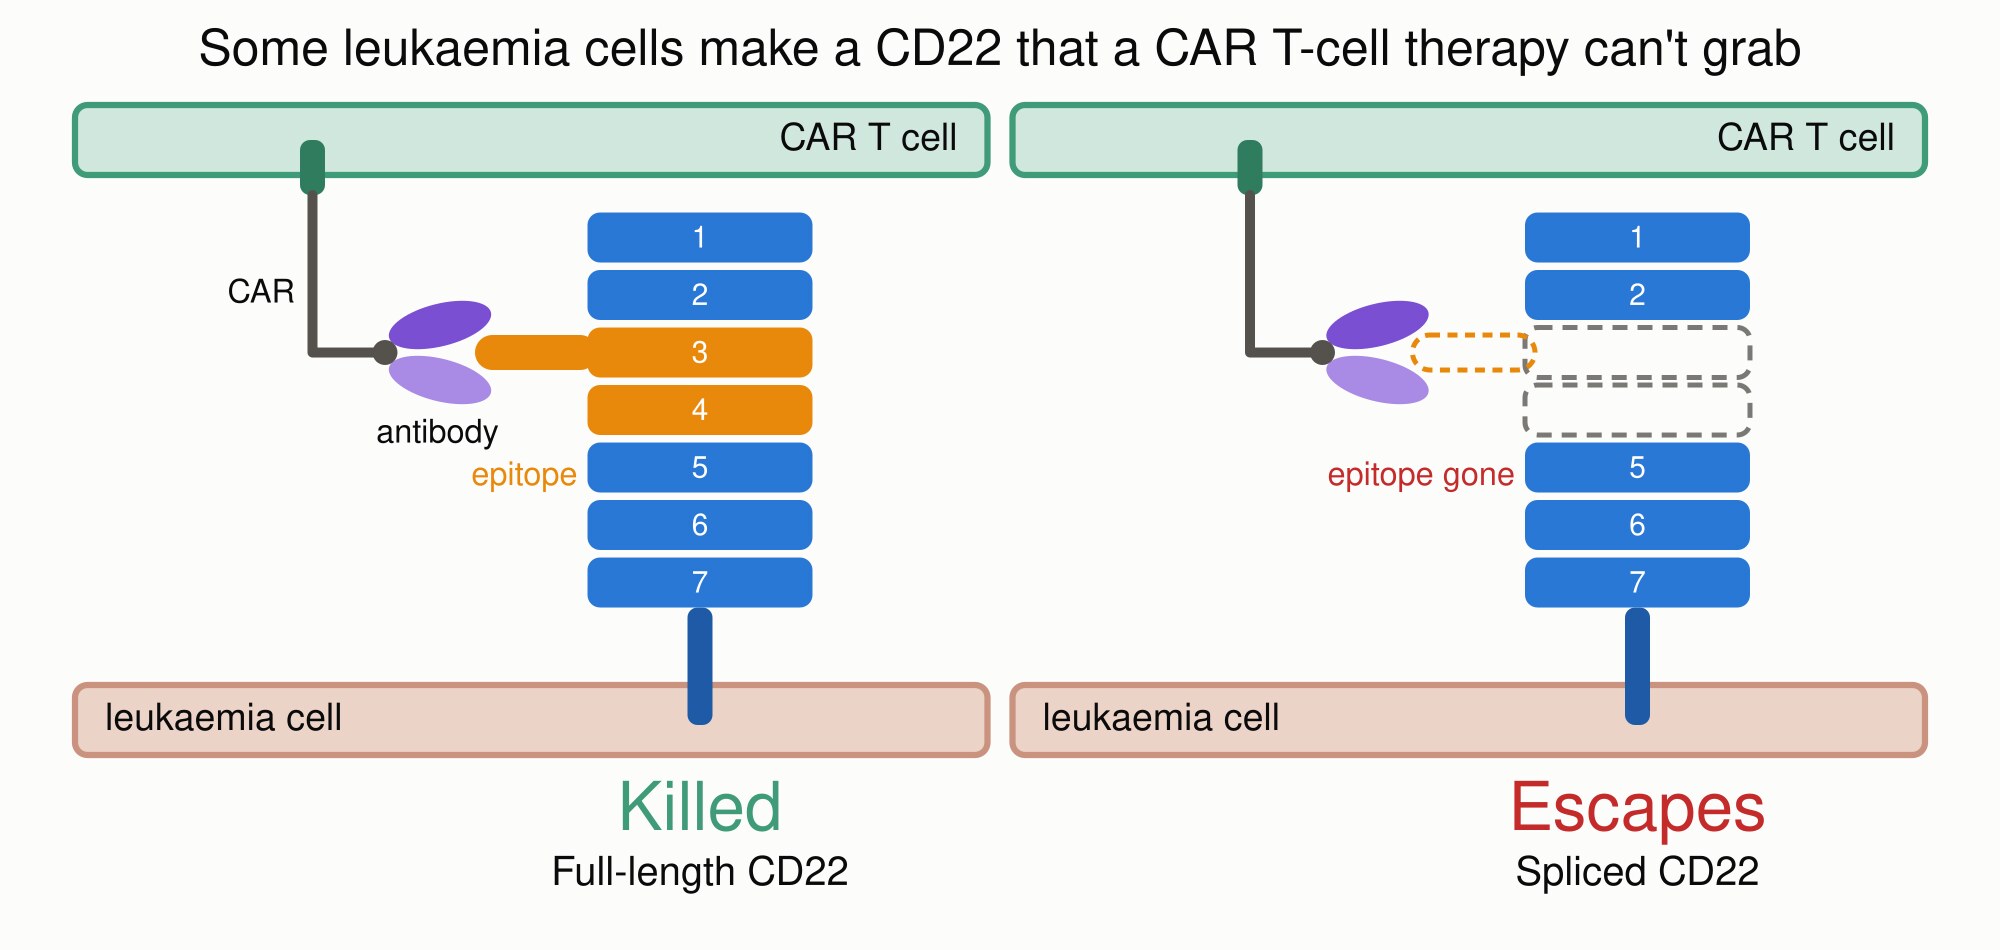 Some leukaemia cells make a CD22 that a CAR T-cell therapy can't grab
CAR T cell
CAR
antibody
epitope
1
2
3
4
5
6
7
leukaemia cell
Killed
Full-length CD22
CAR T cell
epitope gone
1
2
5
6
7
leukaemia cell
Escapes
Spliced CD22